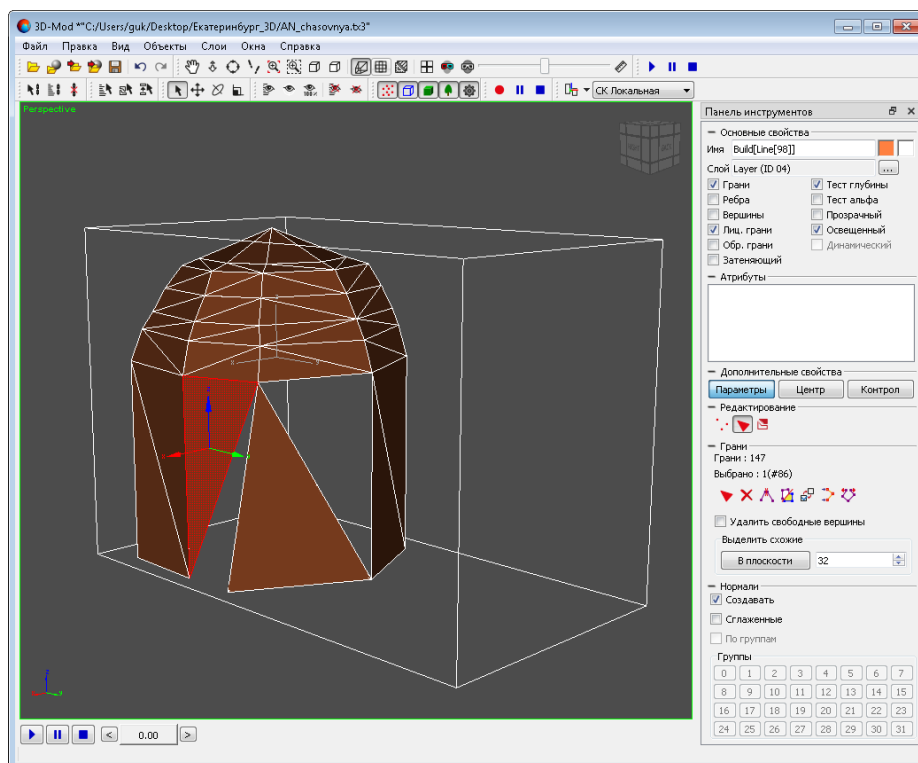 3D-Mod *"C:/Users/guk/Desktop/Екатеринбург_3D/AN_chasovnya.tx3"
Файл Правка Вид Объекты Слои Окна Справка
100%
СК Локальная
Perspective
Панель инструментов
Основные свойства
Имя Build[Line[98]]
Слой Layer (ID 04) ...
Грани Тест глубины
Ребра Тест альфа
Вершины Прозрачный
Лиц. грани Освещенный
Обр. грани Динамический
Затеняющий
Атрибуты
Дополнительные свойства
Параметры Центр Контрол
Редактирование
Грани
Грани : 147
Выбрано : 1(#86)
Удалить свободные вершины
Выделить схожие
В плоскости 32
Нормали
Создавать
Сглаженные
По группам
Группы
0 1 2 3 4 5 6 7
8 9 10 11 12 13 14 15
16 17 18 19 20 21 22 23
24 25 26 27 28 29 30 31
< 0.00 >